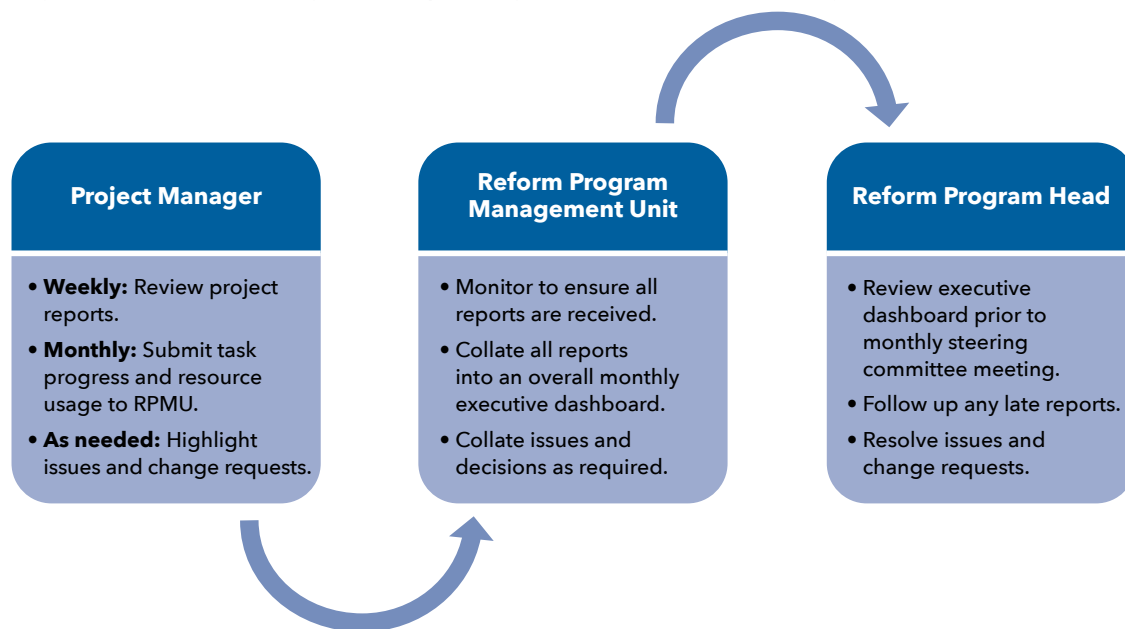 Project Manager
• Weekly: Review project
reports.
• Monthly: Submit task
progress and resource
usage to RPMU.
• As needed: Highlight
issues and change requests.
Reform Program
Management Unit
• Monitor to ensure all
reports are received.
• Collate all reports
into an overall monthly
executive dashboard.
• Collate issues and
decisions as required.
Reform Program Head
• Review executive
dashboard prior to
monthly steering
committee meeting.
• Follow up any late reports.
• Resolve issues and
change requests.